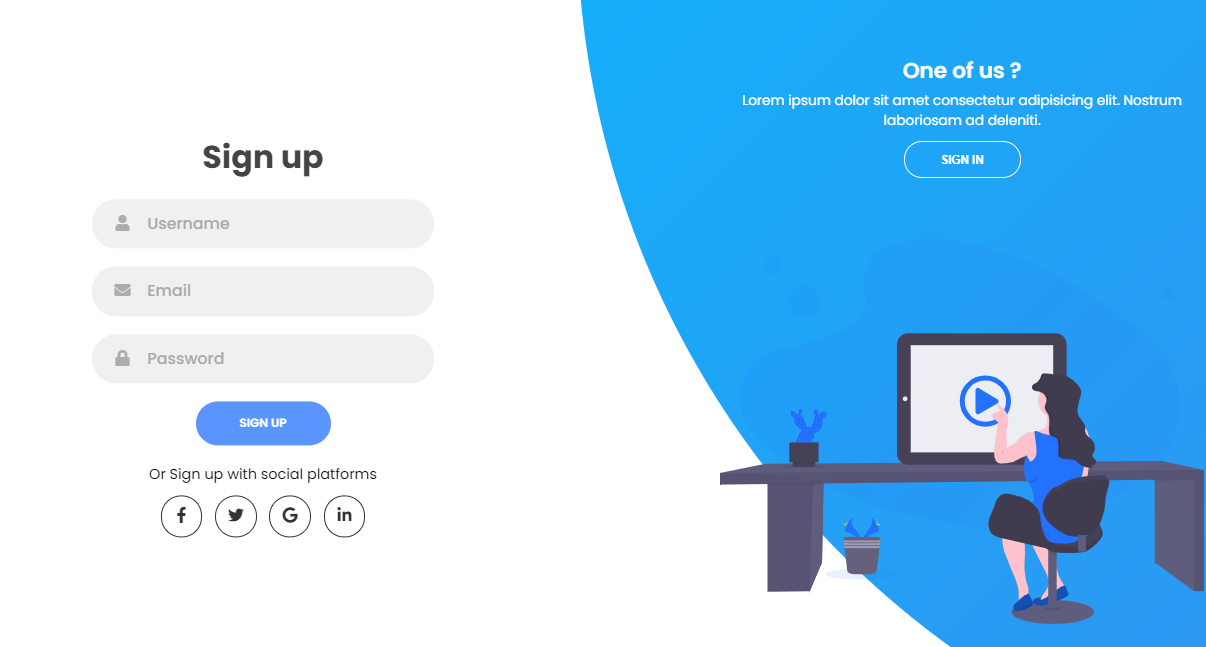 Sign up
Username
Email
Password
SIGN UP
Or Sign up with social platforms
One of us ?
Lorem ipsum dolor sit amet consectetur adipisicing elit. Nostrum
laboriosam ad deleniti.
SIGN IN